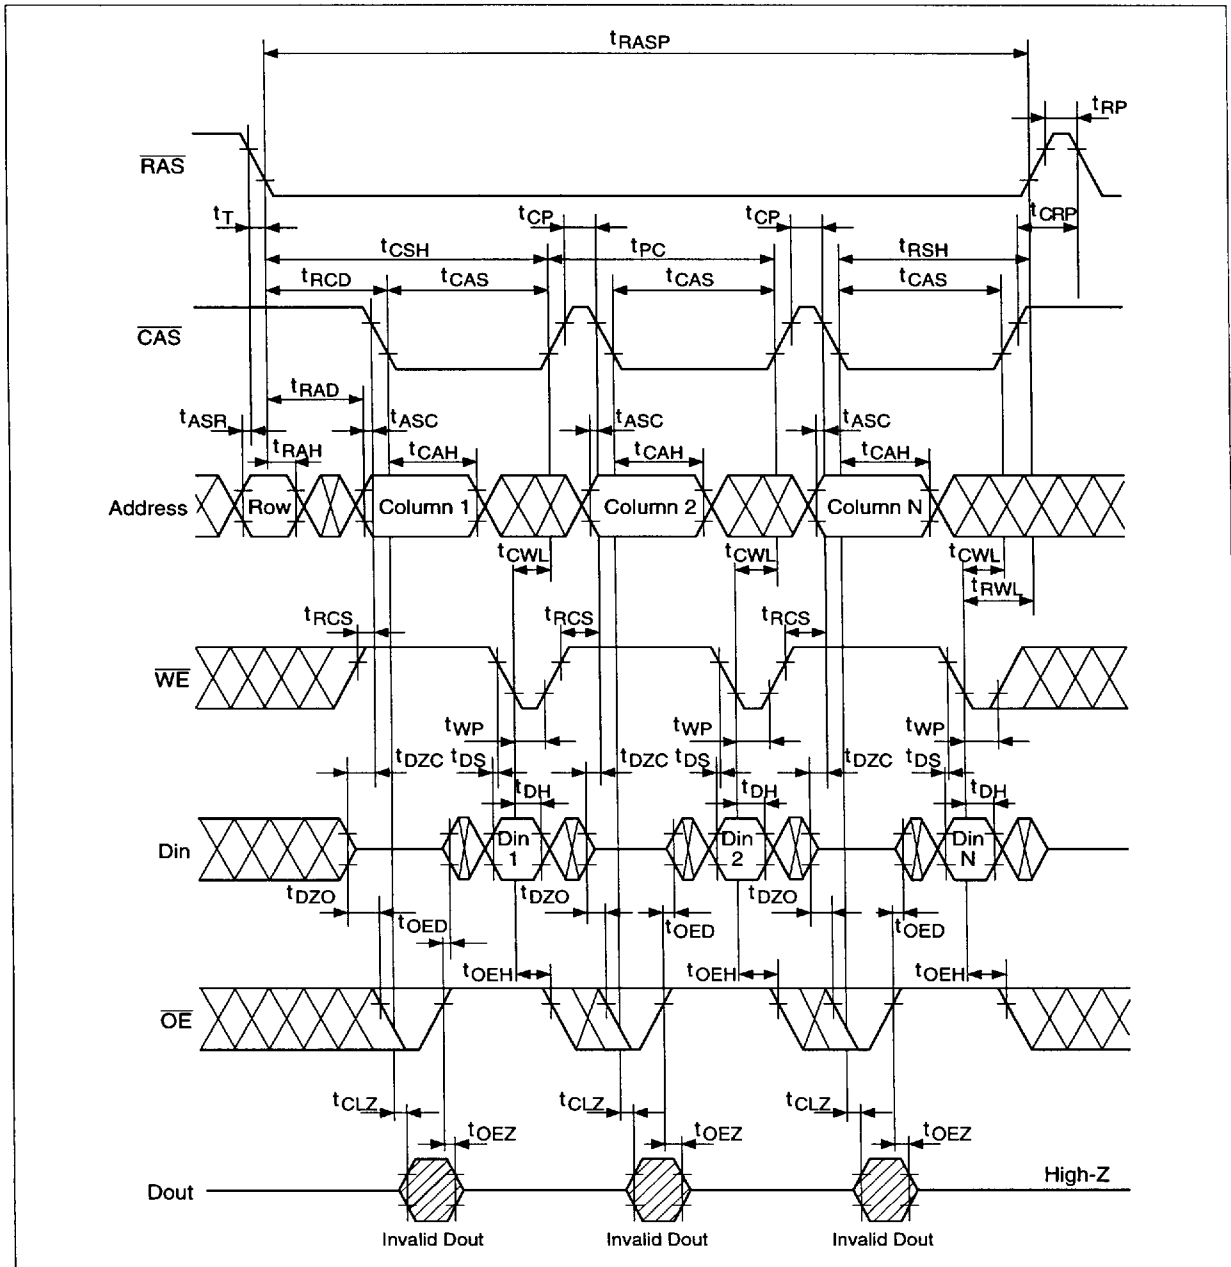 tRASP
tRP
RAS
tT
tCP
tCP
tCRP
tCSH
tPC
tRSH
tRCD
tCAS
tCAS
tCAS
CAS
tRAD
tASR
tASC
tASC
tASC
tRAH
tCAH
tCAH
tCAH
Address
Row
Column 1
Column 2
Column N
tCWL
tCWL
tCWL
tRWL
tRCS
tRCS
tRCS
WE
tWP
tWP
tWP
tDZC
tDS
tDZC
tDS
tDZC
tDS
tDH
tDH
tDH
Din
Din 1
Din 2
Din N
tDZO
tDZO
tDZO
tOED
tOED
tOED
tOEH
tOEH
tOEH
OE
tCLZ
tCLZ
tCLZ
tOEZ
tOEZ
tOEZ
High-Z
Dout
Invalid Dout
Invalid Dout
Invalid Dout